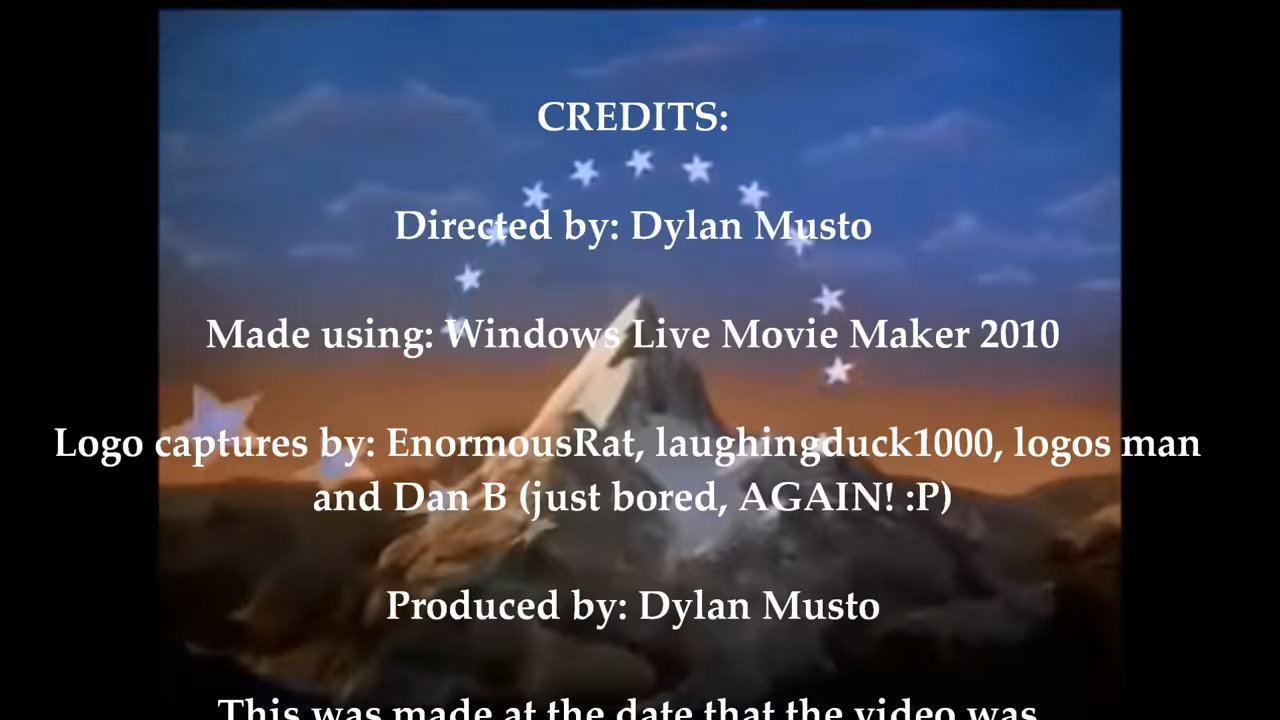 CREDITS:
Directed by: Dylan Musto
Made using: Windows Live Movie Maker 2010
Logo captures by: EnormousRat, laughingduck1000, logos man
and Dan B (just bored, AGAIN! :P)
Produced by: Dylan Musto
This was made at the date that the video was